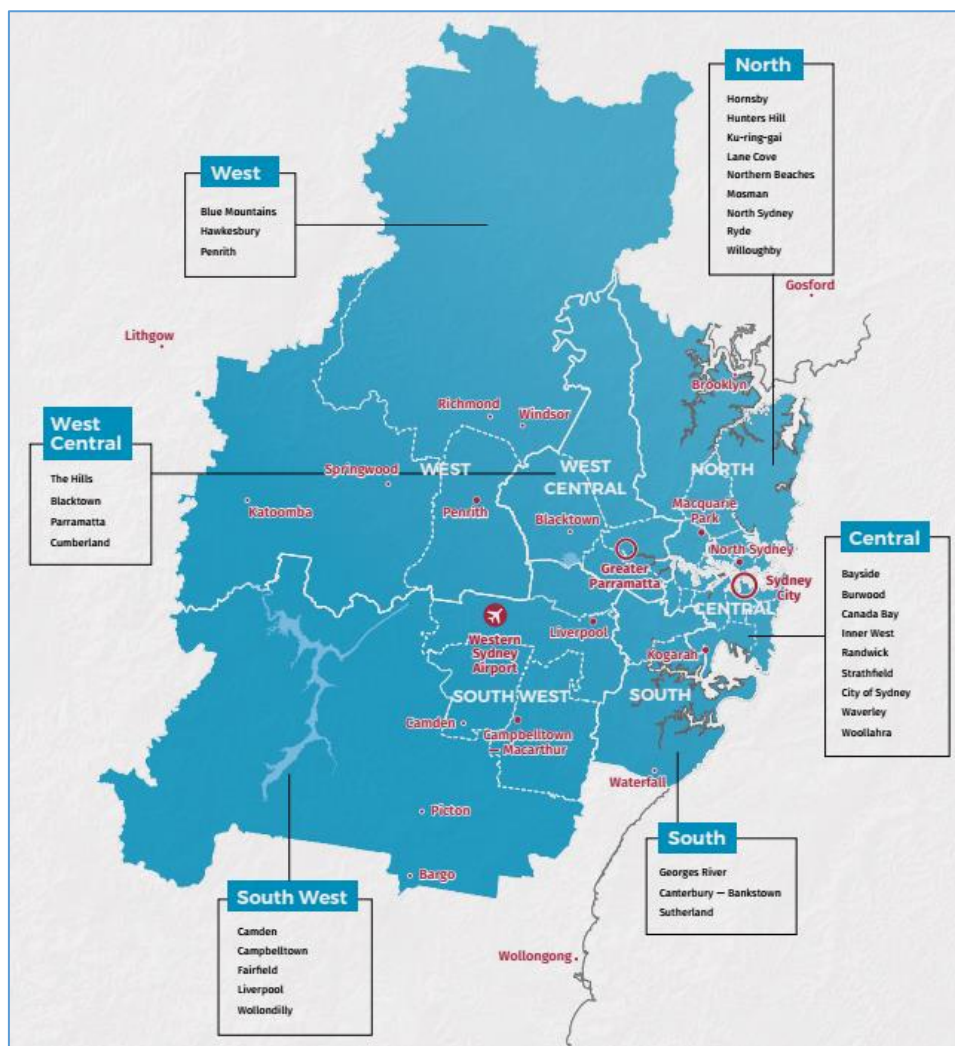 North
Hornsby
Hunters Hill
Ku-ring-gai
Lane Cove
Northern Beaches
Mosman
North Sydney
Ryde
Willoughby
West
Blue Mountains
Hawkesbury
Penrith
Gosford
Lithgow
Brooklyn
Richmond
Windsor
West
Central
The Hills
Blacktown
Parramatta
Cumberland
Springwood
WEST
WEST
CENTRAL
NORTH
Katoomba
Penrith
Blacktown
Macquarie
Park
North Sydney
Greater
Parramatta
Sydney
City
CENTRAL
Central
Bayside
Burwood
Canada Bay
Inner West
Randwick
Strathfield
City of Sydney
Waverley
Woollahra
Western
Sydney
Airport
Liverpool
Kogarah
SOUTH WEST
SOUTH
Camden
Campbelltown
— Macarthur
Waterfall
Picton
Bargo
South
Georges River
Canterbury — Bankstown
Sutherland
South West
Camden
Campbelltown
Fairfield
Liverpool
Wollondilly
Wollongong